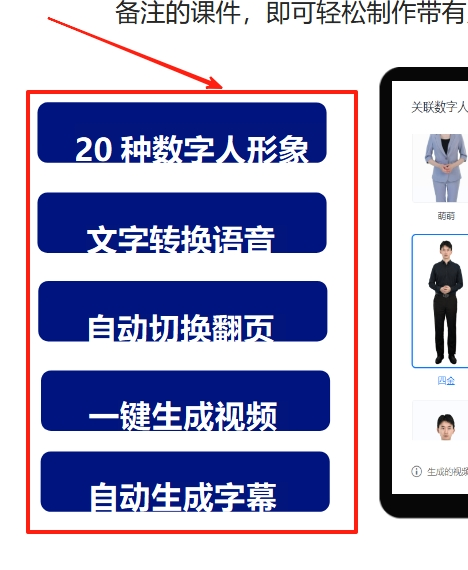 备注的课件，即可轻松制作带有
20 种数字人形象
文字转换语音
自动切换翻页
一键生成视频
自动生成字幕
关联数字人
萌萌
四金
生成的视频